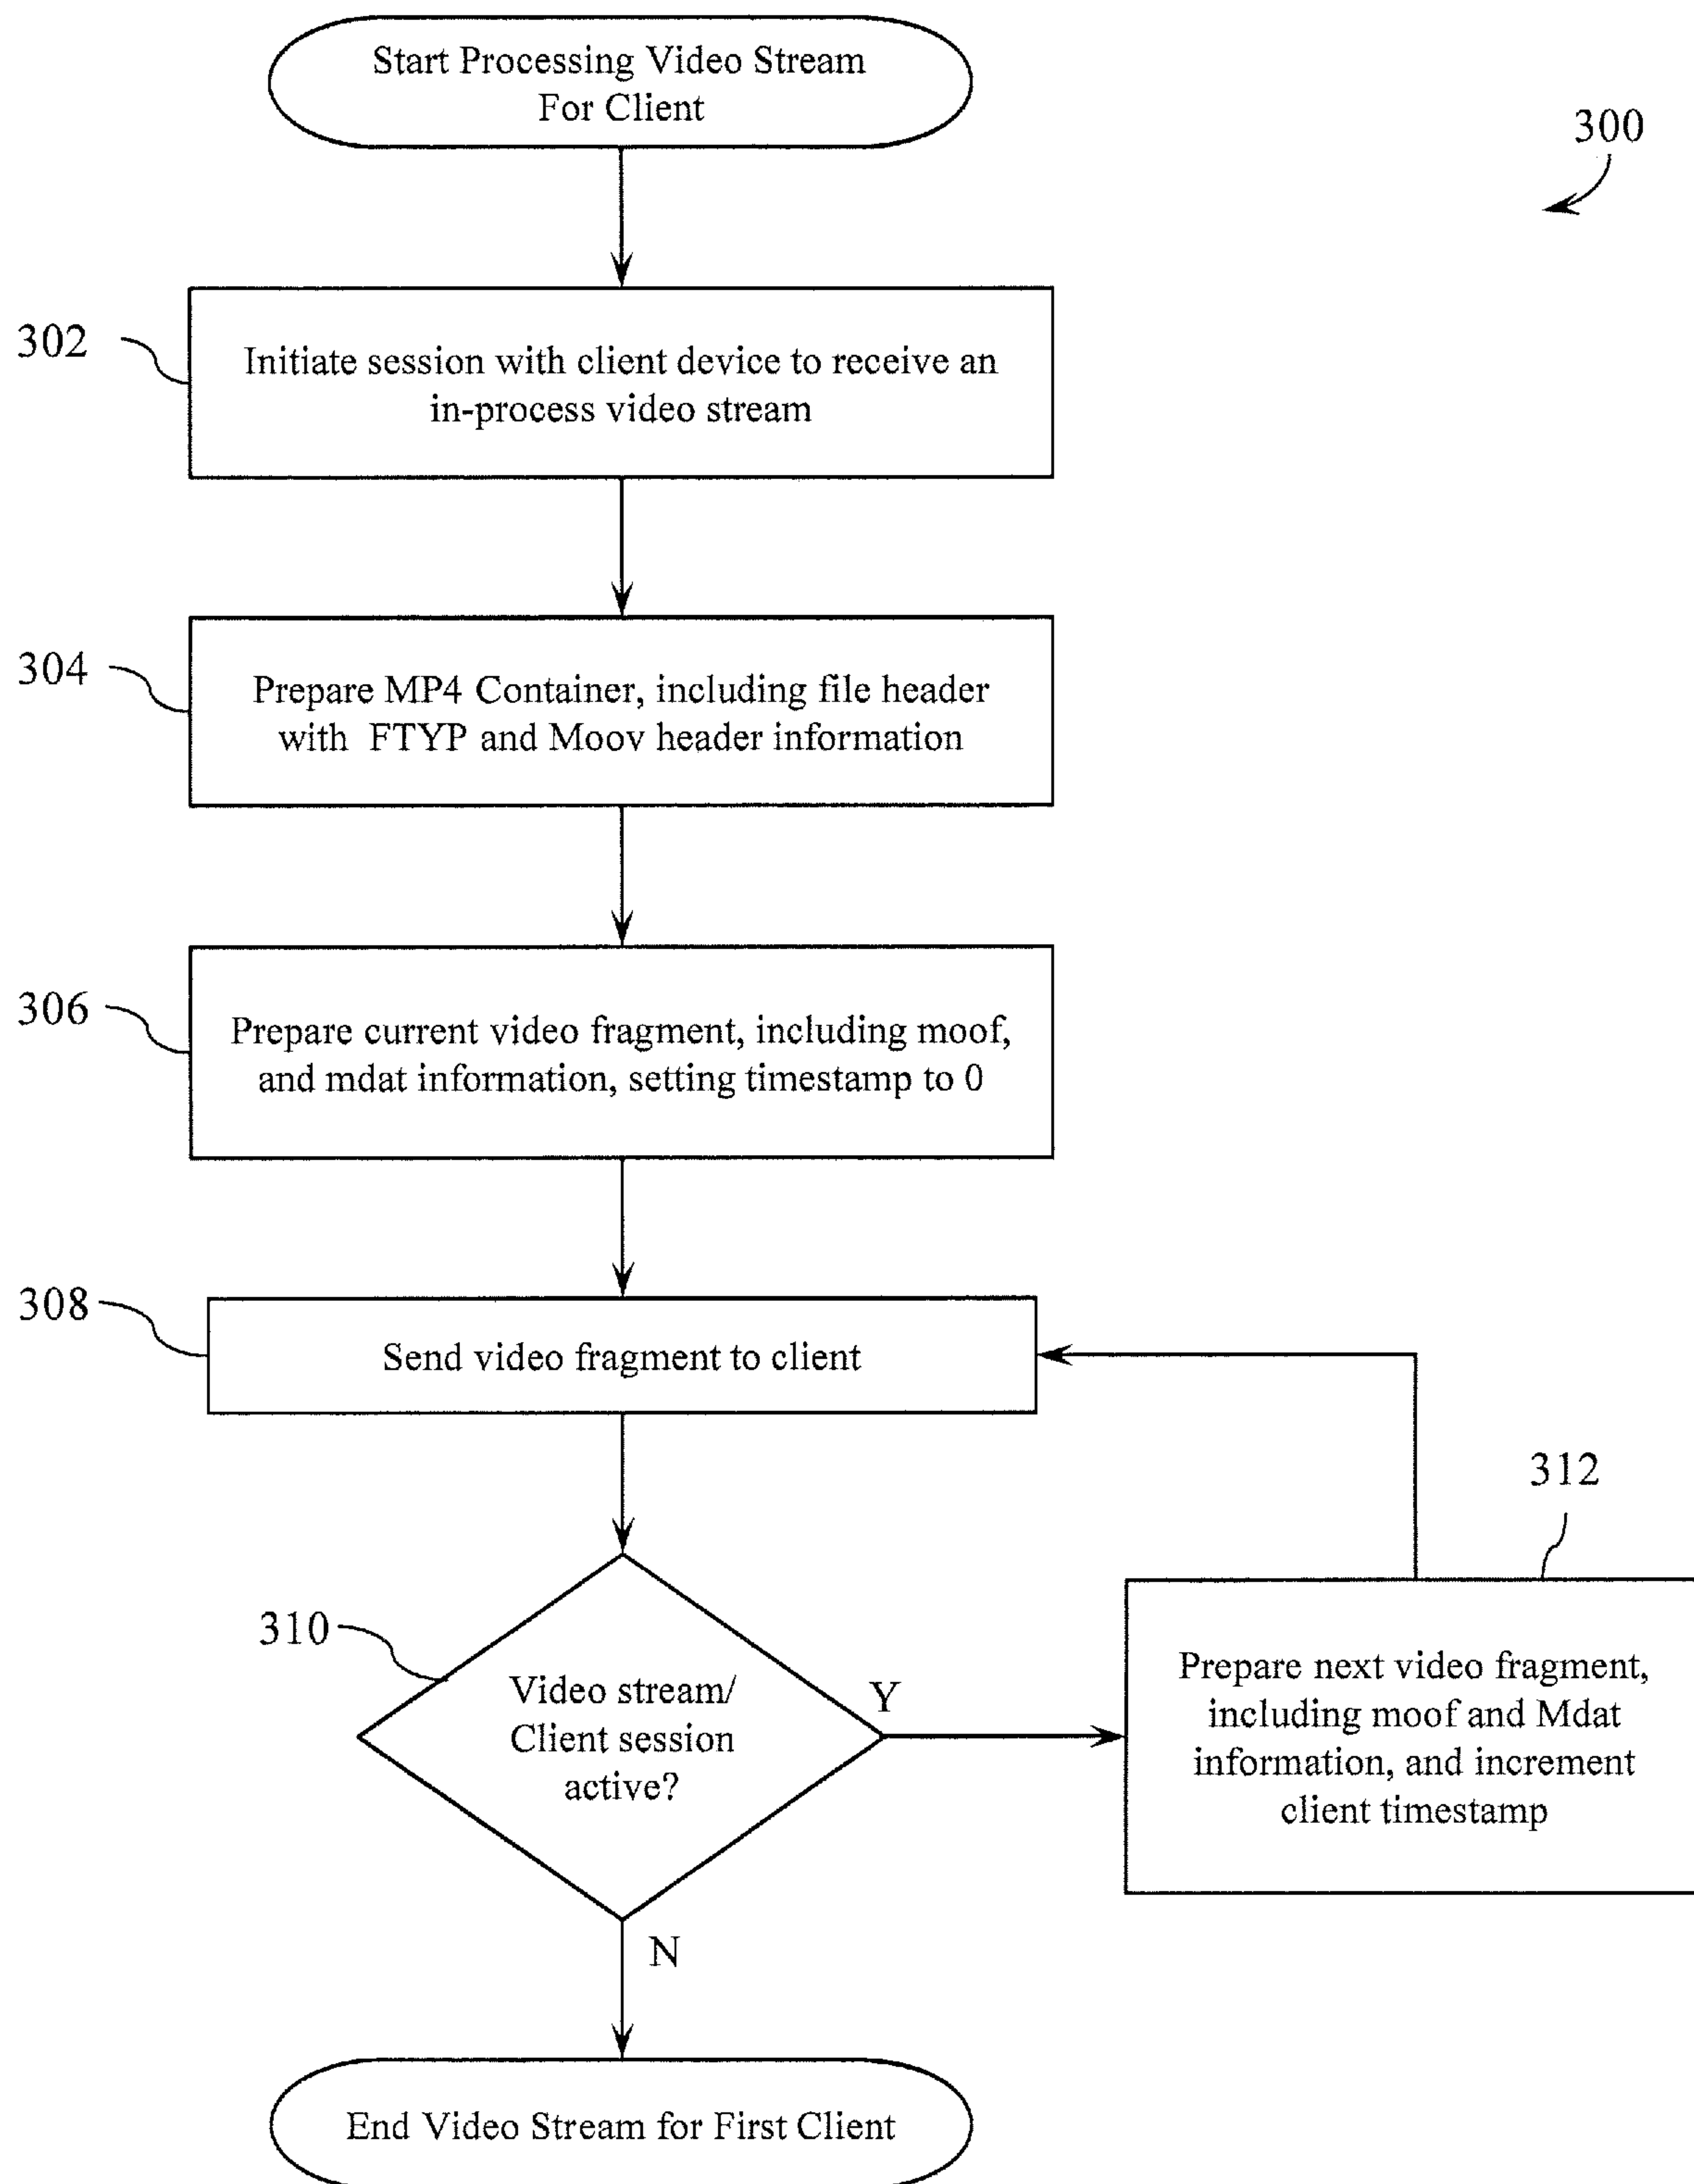 Start Processing Video Stream
For Client
300
302
Initiate session with client device to receive an
in-process video stream
304
Prepare MP4 Container, including file header
with FTYP and Moov header information
306
Prepare current video fragment, including moof,
and mdat information, setting timestamp to 0
308
Send video fragment to client
312
310
Video stream/
Client session
active?
Y
Prepare next video fragment,
including moof and Mdat
information, and increment
client timestamp
N
End Video Stream for First Client